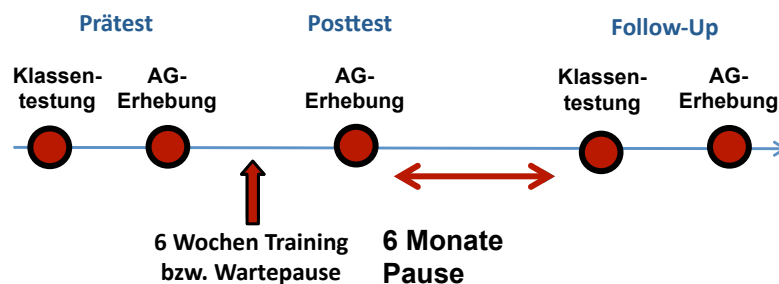 Prätest
Posttest
Follow-Up
Klassen-
testung
AG-
Erhebung
AG-
Erhebung
Klassen-
testung
AG-
Erhebung
6 Wochen Training
bzw. Wartepause
6 Monate
Pause